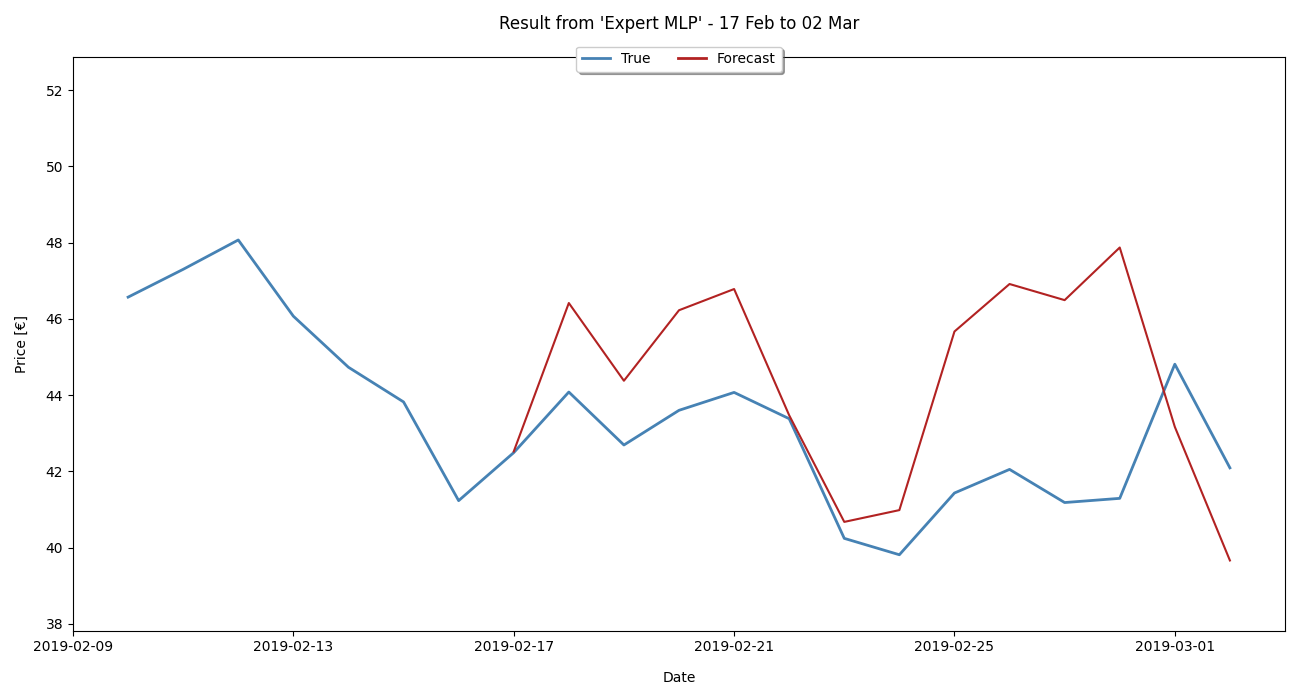 Result from 'Expert MLP' - 17 Feb to 02 Mar
True Forecast
52
50
48
46
44
42
40
38
Price [€]
2019-02-09 2019-02-13 2019-02-17 2019-02-21 2019-02-25 2019-03-01
Date